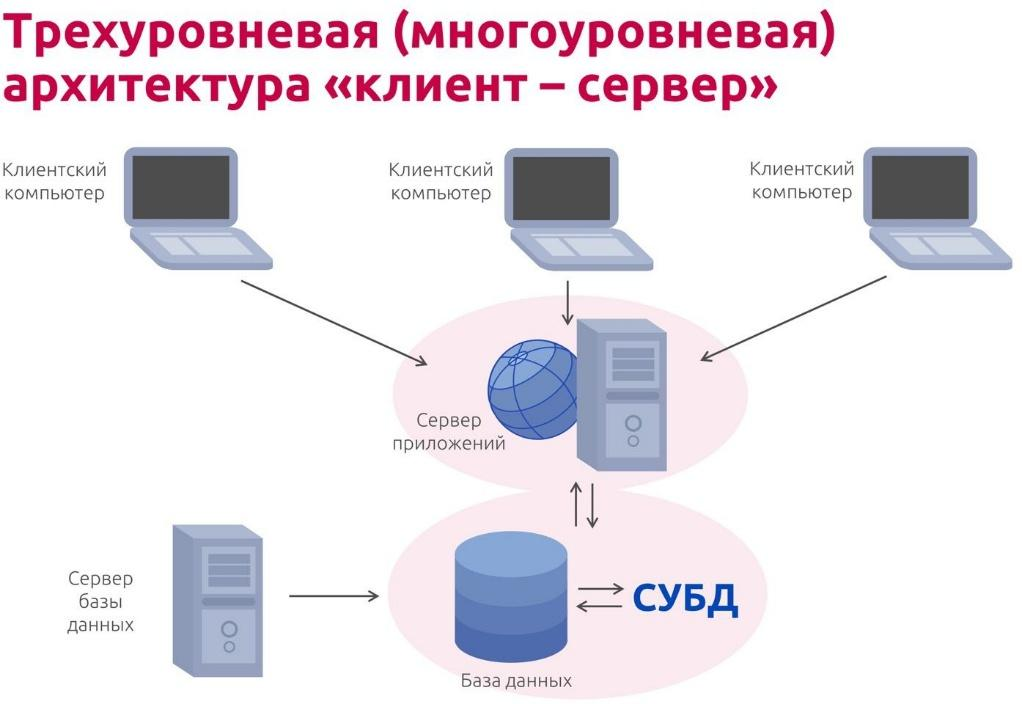 Трехуровневая (многоуровневая)
архитектура «клиент – сервер»
Клиентский
компьютер
Клиентский
компьютер
Клиентский
компьютер
Сервер
приложений
Сервер
базы
данных
СУБД
База данных